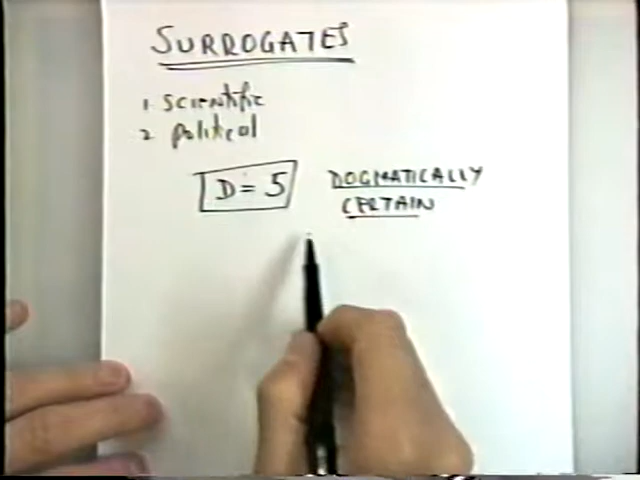 SURROGATES
1 scientific
2 political
D = 5
DOGMATICALLY
CERTAIN